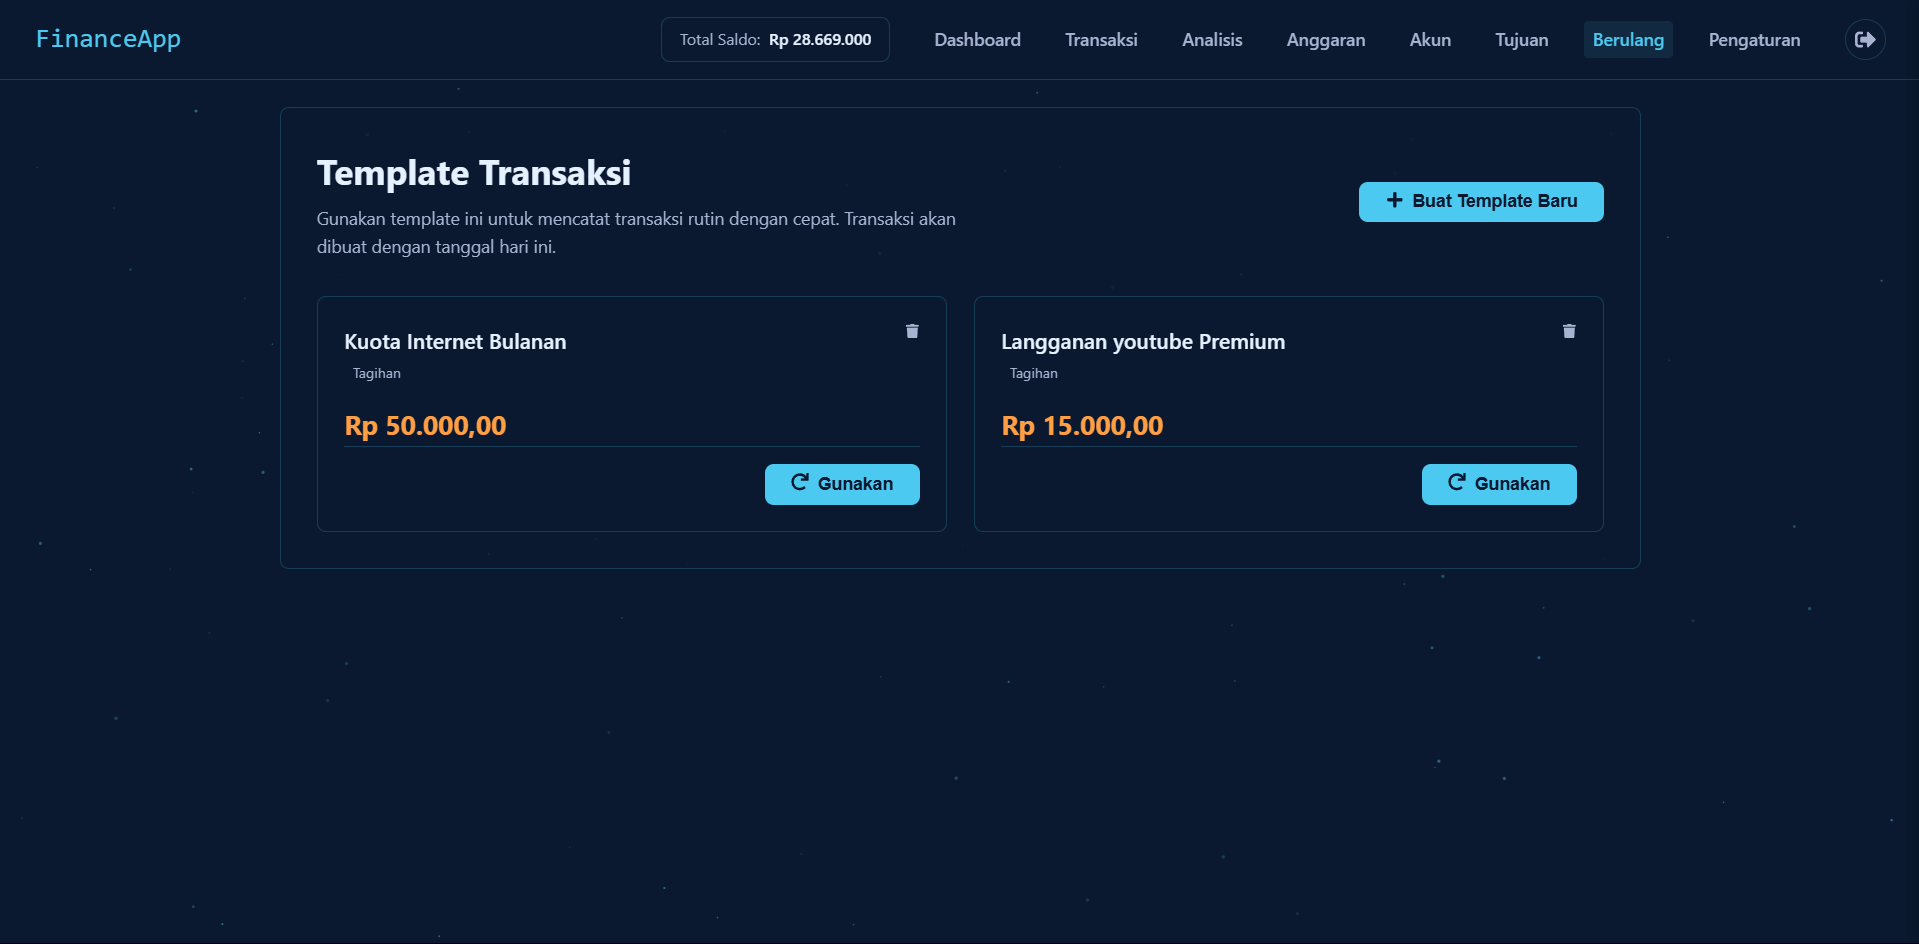 FinanceApp
Total Saldo: Rp 28.669.000
Dashboard
Transaksi
Analisis
Anggaran
Akun
Tujuan
Berulang
Pengaturan
Template Transaksi
Gunakan template ini untuk mencatat transaksi rutin dengan cepat. Transaksi akan
dibuat dengan tanggal hari ini.
Buat Template Baru
Kuota Internet Bulanan
Tagihan
Rp 50.000,00
Gunakan
Langganan youtube Premium
Tagihan
Rp 15.000,00
Gunakan